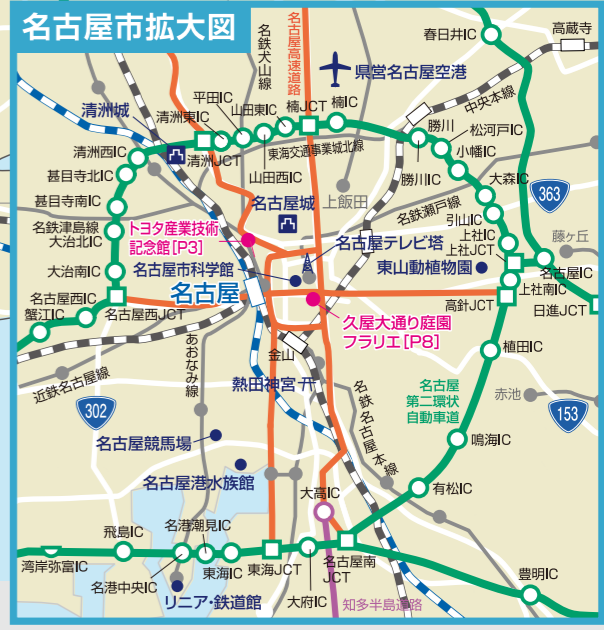 名古屋市拡大図
名鉄犬山線
名古屋高速道路
春日井IC
高蔵寺
県営名古屋空港
中央本線
平田IC
山田東IC
楠JCT
楠IC
清洲城
清洲東IC
勝川
松河戸IC
清洲西IC
清洲JCT
東海交通事業城北線
小幡IC
甚目寺北IC
山田西IC
勝川IC
大森IC
363
上飯田
名鉄瀬戸線
甚目寺南IC
名古屋城
引山IC
名鉄津島線
トヨタ産業技術
記念館[P3]
上社IC
藤ヶ丘
大治北IC
名古屋テレビ塔
上社JCT
大治南IC
名古屋市科学館
東山動植物園
名古屋IC
名古屋西IC
名古屋
上社南IC
蟹江IC
名古屋西JCT
高針JCT
日進JCT
久屋大通り庭園
フラリエ[P8]
金山
植田IC
近鉄名古屋線
あおなみ線
熱田神宮
名古屋
第二環状
自動車道
赤池
302
153
名鉄名古屋本線
名古屋競馬場
鳴海IC
名古屋港水族館
大高IC
有松IC
飛島IC
名港潮見IC
湾岸弥富IC
名港中央IC
東海IC
東海JCT
名古屋南
JCT
豊明IC
リニア・鉄道館
大府IC
知多半島道路